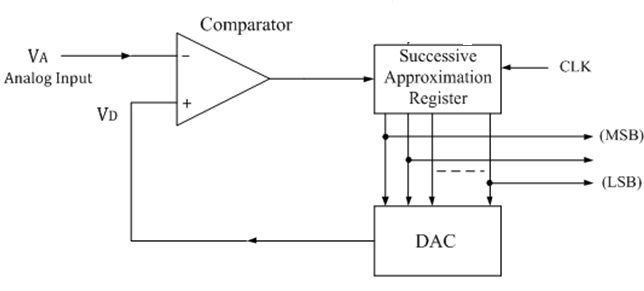 Comparator
VA
Analog Input
−
+
VD
Successive
Approximation
Register
CLK
(MSB)
(LSB)
DAC